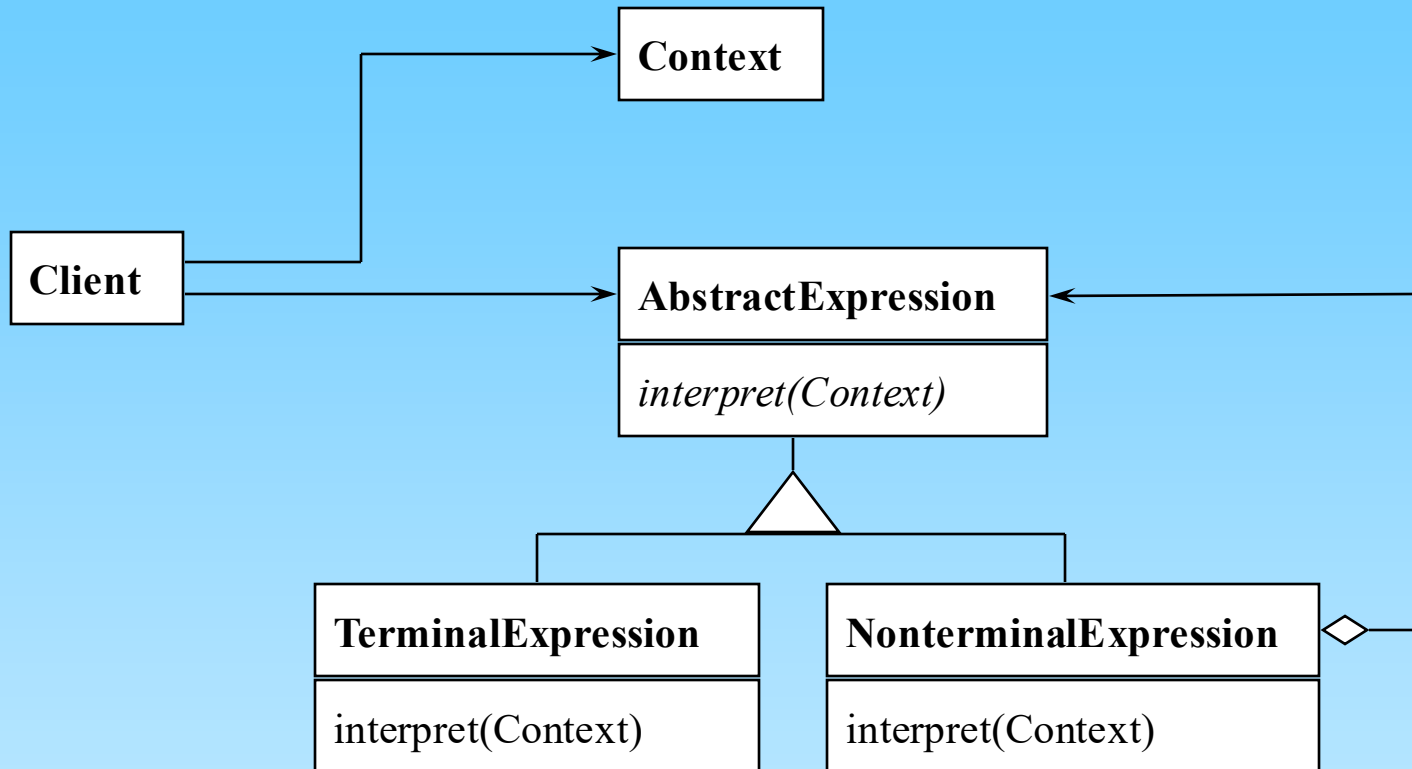 Context
Client
AbstractExpression
interpret(Context)
TerminalExpression
NonterminalExpression
interpret(Context)
interpret(Context)